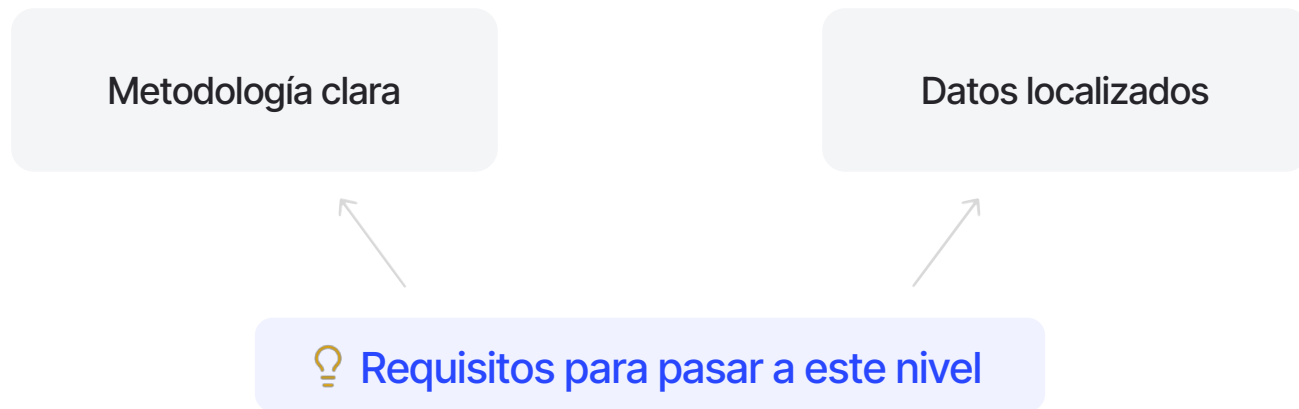 Metodología clara
Datos localizados
Requisitos para pasar a este nivel